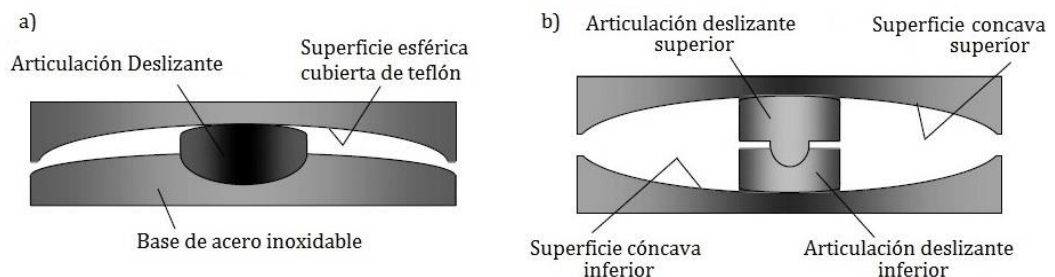 a)
Articulación Deslizante
Superficie esférica
cubierta de teflón
Base de acero inoxidable
b)
Articulación deslizante
superior
Superficie concava
superior
Superficie cóncava
inferior
Articulación deslizante
inferior